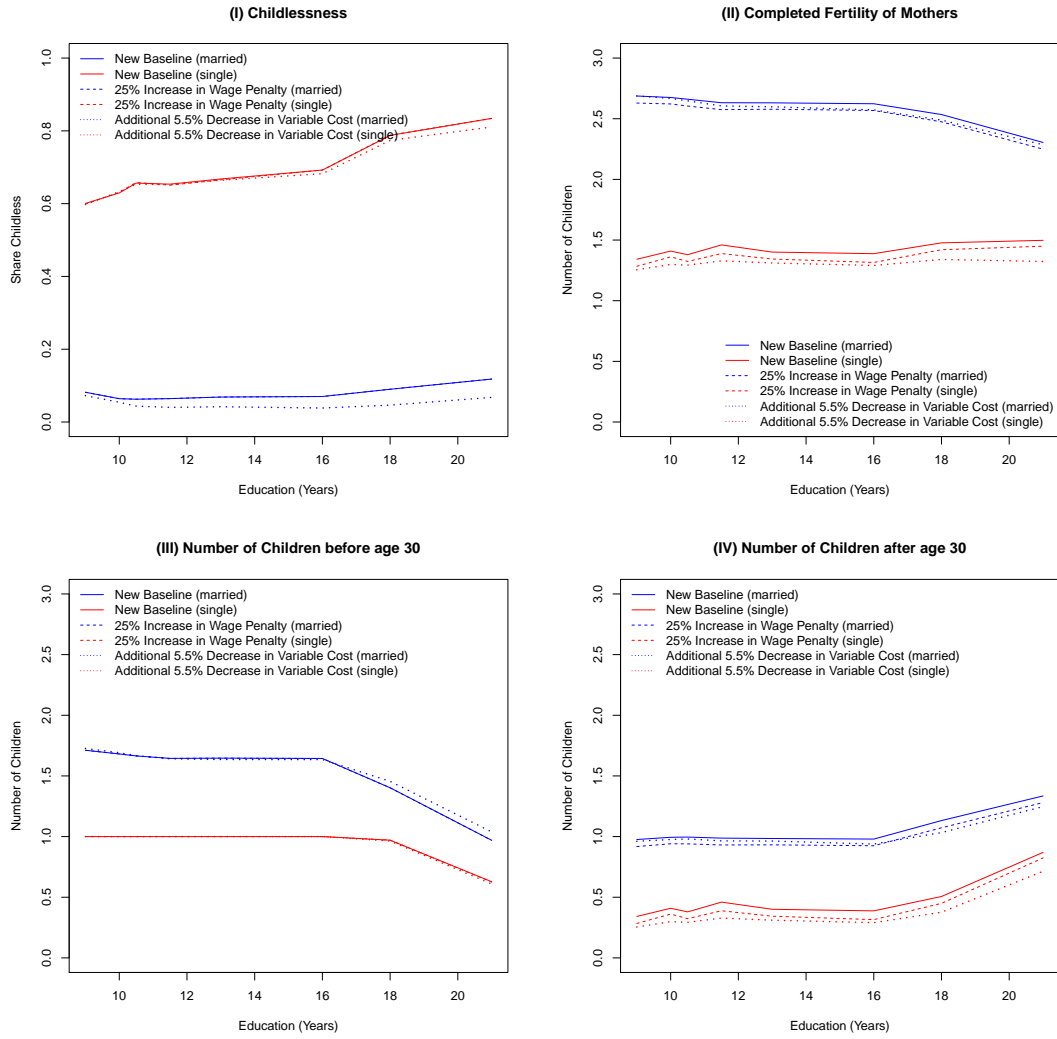 (I) Childlessness
New Baseline (married)
New Baseline (single)
25% Increase in Wage Penalty (married)
25% Increase in Wage Penalty (single)
Additional 5.5% Decrease in Variable Cost (married)
Additional 5.5% Decrease in Variable Cost (single)
Share Childless
0.0
0.2
0.4
0.6
0.8
1.0
10 12 14 16 18 20
Education (Years)
(II) Completed Fertility of Mothers
Number of Children
0.0
0.5
1.0
1.5
2.0
2.5
3.0
New Baseline (married)
New Baseline (single)
25% Increase in Wage Penalty (married)
25% Increase in Wage Penalty (single)
Additional 5.5% Decrease in Variable Cost (married)
Additional 5.5% Decrease in Variable Cost (single)
10 12 14 16 18 20
Education (Years)
(III) Number of Children before age 30
New Baseline (married)
New Baseline (single)
25% Increase in Wage Penalty (married)
25% Increase in Wage Penalty (single)
Additional 5.5% Decrease in Variable Cost (married)
Additional 5.5% Decrease in Variable Cost (single)
Number of Children
0.0
0.5
1.0
1.5
2.0
2.5
3.0
10 12 14 16 18 20
Education (Years)
(IV) Number of Children after age 30
New Baseline (married)
New Baseline (single)
25% Increase in Wage Penalty (married)
25% Increase in Wage Penalty (single)
Additional 5.5% Decrease in Variable Cost (married)
Additional 5.5% Decrease in Variable Cost (single)
Number of Children
0.0
0.5
1.0
1.5
2.0
2.5
3.0
10 12 14 16 18 20
Education (Years)